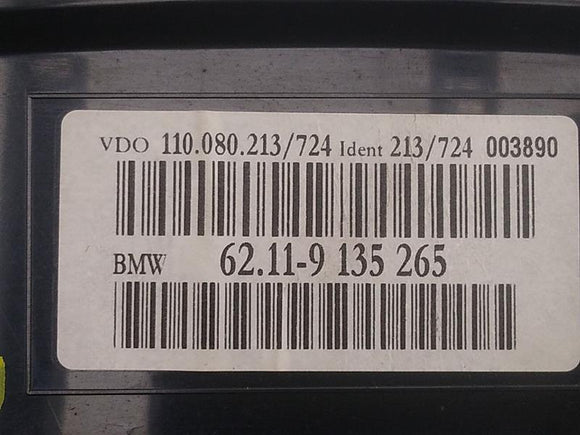 VDO 110.080.213/724 Ident 213/724 003890
BMW 62.11-9 135 265